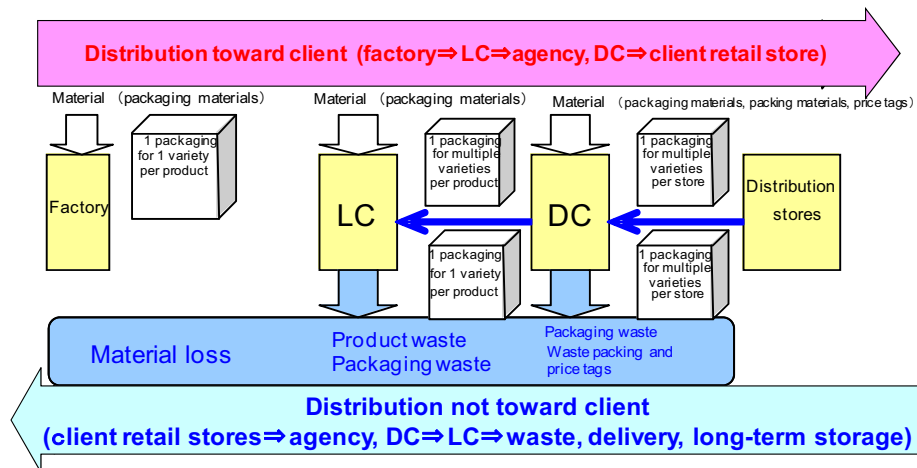 Distribution toward client (factory⇒LC⇒agency, DC⇒client retail store)
Material (packaging materials)
Material (packaging materials)
Material (packaging materials, packing materials, price tags)
1 packaging
for 1 variety
per product
1 packaging
for multiple
varieties
per product
1 packaging
for multiple
varieties
per store
Factory
LC
DC
Distribution
stores
1 packaging
for 1 variety
per product
1 packaging
for multiple
varieties
per store
Material loss
Product waste
Packaging waste
Packaging waste
Waste packing and
price tags
Distribution not toward client
(client retail stores⇒agency, DC⇒LC⇒waste, delivery, long-term storage)